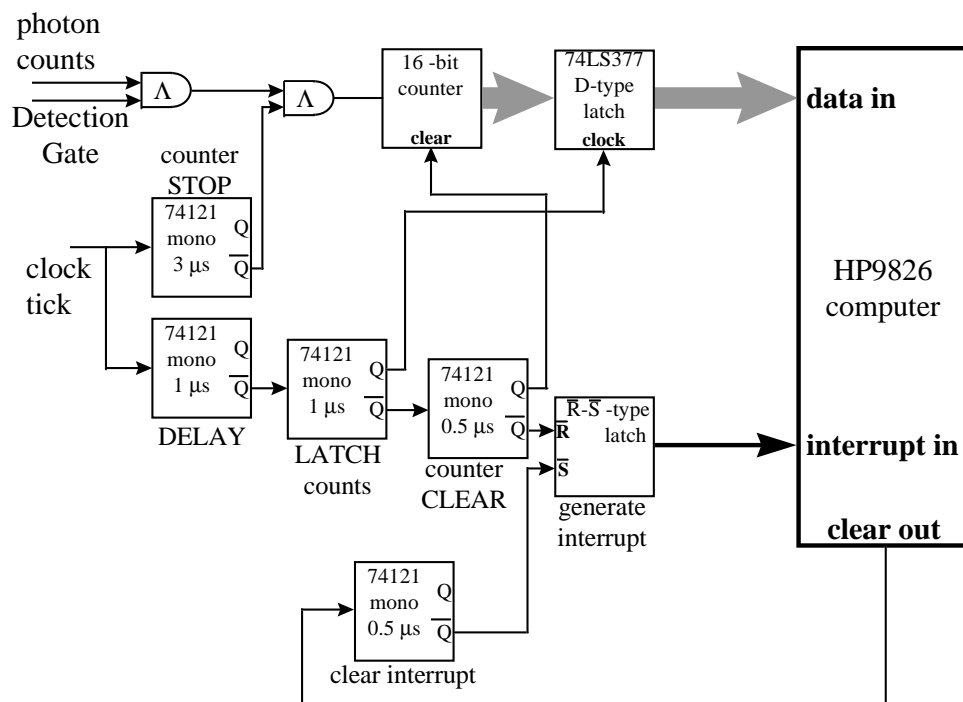 photon
counts
Detection
Gate
Λ
Λ
16 -bit
counter
clear
74LS377
D-type
latch
clock
data in
counter
STOP
74121
mono
3 μs
Q
Q̅
clock
tick
74121
mono
1 μs
Q
Q̅
DELAY
74121
mono
1 μs
Q
Q̅
LATCH
counts
74121
mono
0.5 μs
Q
Q̅
counter
CLEAR
R̅-S̅ -type
latch
R̅
S̅
generate
interrupt
HP9826
computer
interrupt in
clear out
74121
mono
0.5 μs
Q
Q̅
clear interrupt